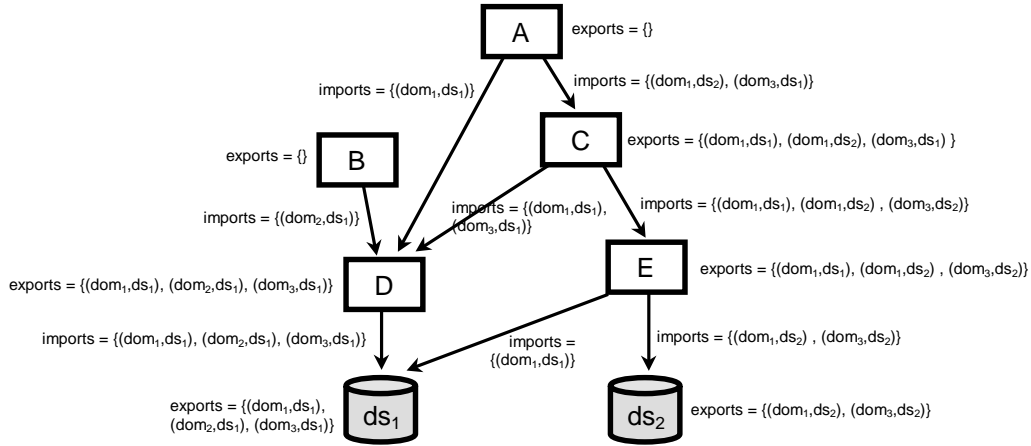 A
exports = {}
imports = {(dom₁,ds₁)}
imports = {(dom₁,ds₂), (dom₃,ds₁)}
C
exports = {(dom₁,ds₁), (dom₁,ds₂), (dom₃,ds₁) }
exports = {}
B
imports = {(dom₂,ds₁)}
imports = {(dom₁,ds₁),
(dom₃,ds₁)}
imports = {(dom₁,ds₁), (dom₁,ds₂) , (dom₃,ds₂)}
exports = {(dom₁,ds₁), (dom₂,ds₁), (dom₃,ds₁)}
D
E
exports = {(dom₁,ds₁), (dom₁,ds₂) , (dom₃,ds₂)}
imports = {(dom₁,ds₁), (dom₂,ds₁), (dom₃,ds₁)}
imports =
{(dom₁,ds₁)}
imports = {(dom₁,ds₂) , (dom₃,ds₂)}
exports = {(dom₁,ds₁),
(dom₂,ds₁), (dom₃,ds₁)}
ds₁
ds₂
exports = {(dom₁,ds₂), (dom₃,ds₂)}